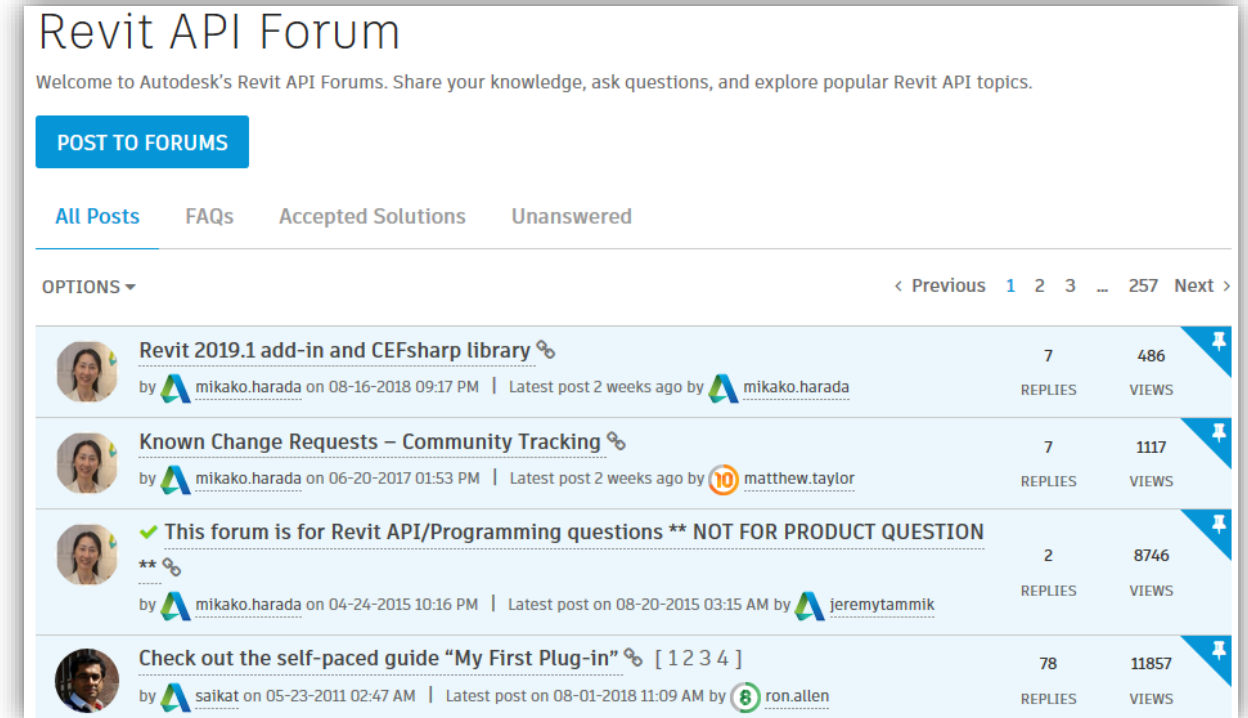 Revit API Forum
Welcome to Autodesk's Revit API Forums. Share your knowledge, ask questions, and explore popular Revit API topics.
POST TO FORUMS
All Posts FAQs Accepted Solutions Unanswered
OPTIONS < Previous 1 2 3 ... 257 Next >
Revit 2019.1 add-in and CEFsharp library
by mikako.harada on 08-16-2018 09:17 PM | Latest post 2 weeks ago by mikako.harada
7 REPLIES
486 VIEWS
Known Change Requests – Community Tracking
by mikako.harada on 06-20-2017 01:53 PM | Latest post 2 weeks ago by 10 matthew.taylor
7 REPLIES
1117 VIEWS
This forum is for Revit API/Programming questions ** NOT FOR PRODUCT QUESTION
**
by mikako.harada on 04-24-2015 10:16 PM | Latest post on 08-20-2015 03:15 AM by jeremytammik
2 REPLIES
8746 VIEWS
Check out the self-paced guide “My First Plug-in” [ 1 2 3 4 ]
by saikat on 05-23-2011 02:47 AM | Latest post on 08-01-2018 11:09 AM by 8 ron.allen
78 REPLIES
11857 VIEWS